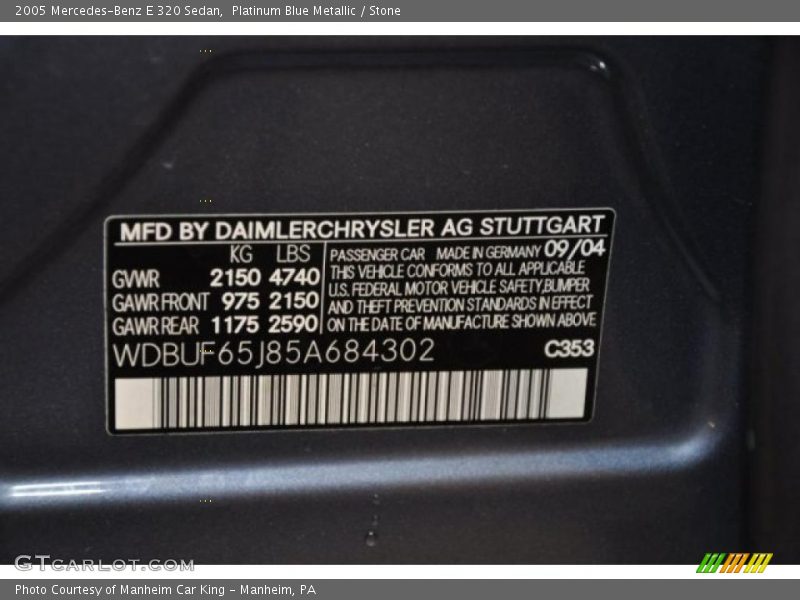 2005 Mercedes-Benz E 320 Sedan,  Platinum Blue Metallic / Stone
MFD BY DAIMLERCHRYSLER AG STUTTGART
KG LBS
GVWR 2150 4740
GAWR FRONT 975 2150
GAWR REAR 1175 2590
PASSENGER CAR MADE IN GERMANY 09/04
THIS VEHICLE CONFORMS TO ALL APPLICABLE
U.S. FEDERAL MOTOR VEHICLE SAFETY,BUMPER
AND THEFT PREVENTION STANDARDS IN EFFECT
ON THE DATE OF MANUFACTURE SHOWN ABOVE
WDBUF65J85A684302 C353
GTCARLOT.COM
Photo Courtesy of Manheim Car King - Manheim, PA